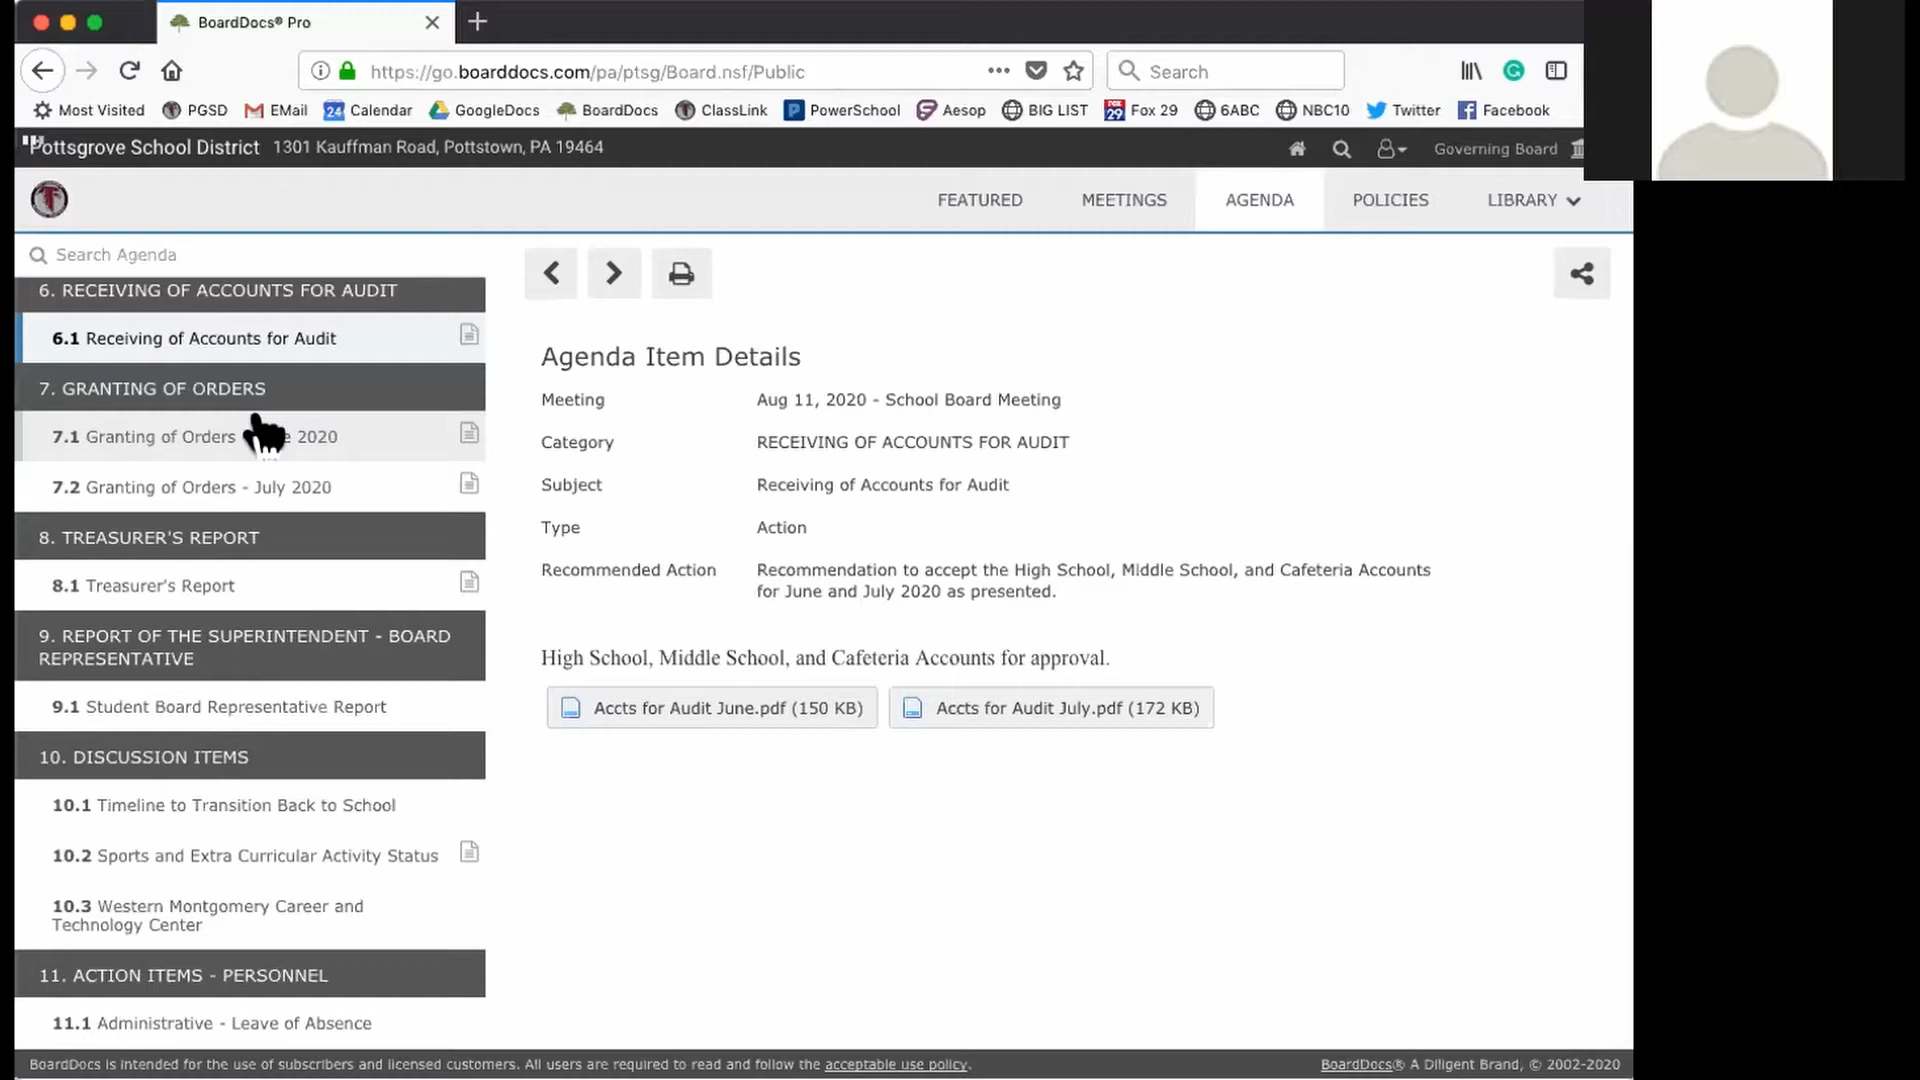 BoardDocs® Pro
https://go.boarddocs.com/pa/ptsg/Board.nsf/Public
Search
Most Visited PGSD EMail 24 Calendar GoogleDocs BoardDocs ClassLink PowerSchool Aesop BIG LIST Fox 29 6ABC NBC10 Twitter Facebook
Pottsgrove School District 1301 Kauffman Road, Pottstown, PA 19464
Governing Board
FEATURED MEETINGS AGENDA POLICIES LIBRARY
Search Agenda
6. RECEIVING OF ACCOUNTS FOR AUDIT
6.1 Receiving of Accounts for Audit
7. GRANTING OF ORDERS
7.1 Granting of Orders 2020
7.2 Granting of Orders - July 2020
8. TREASURER'S REPORT
8.1 Treasurer's Report
9. REPORT OF THE SUPERINTENDENT - BOARD
REPRESENTATIVE
9.1 Student Board Representative Report
10. DISCUSSION ITEMS
10.1 Timeline to Transition Back to School
10.2 Sports and Extra Curricular Activity Status
10.3 Western Montgomery Career and
Technology Center
11. ACTION ITEMS - PERSONNEL
11.1 Administrative - Leave of Absence
Agenda Item Details
Meeting Aug 11, 2020 - School Board Meeting
Category RECEIVING OF ACCOUNTS FOR AUDIT
Subject Receiving of Accounts for Audit
Type Action
Recommended Action Recommendation to accept the High School, Middle School, and Cafeteria Accounts
for June and July 2020 as presented.
High School, Middle School, and Cafeteria Accounts for approval.
Accts for Audit June.pdf (150 KB) Accts for Audit July.pdf (172 KB)
BoardDocs is intended for the use of subscribers and licensed customers. All users are required to read and follow the acceptable use policy.
BoardDocs® A Diligent Brand, © 2002-2020